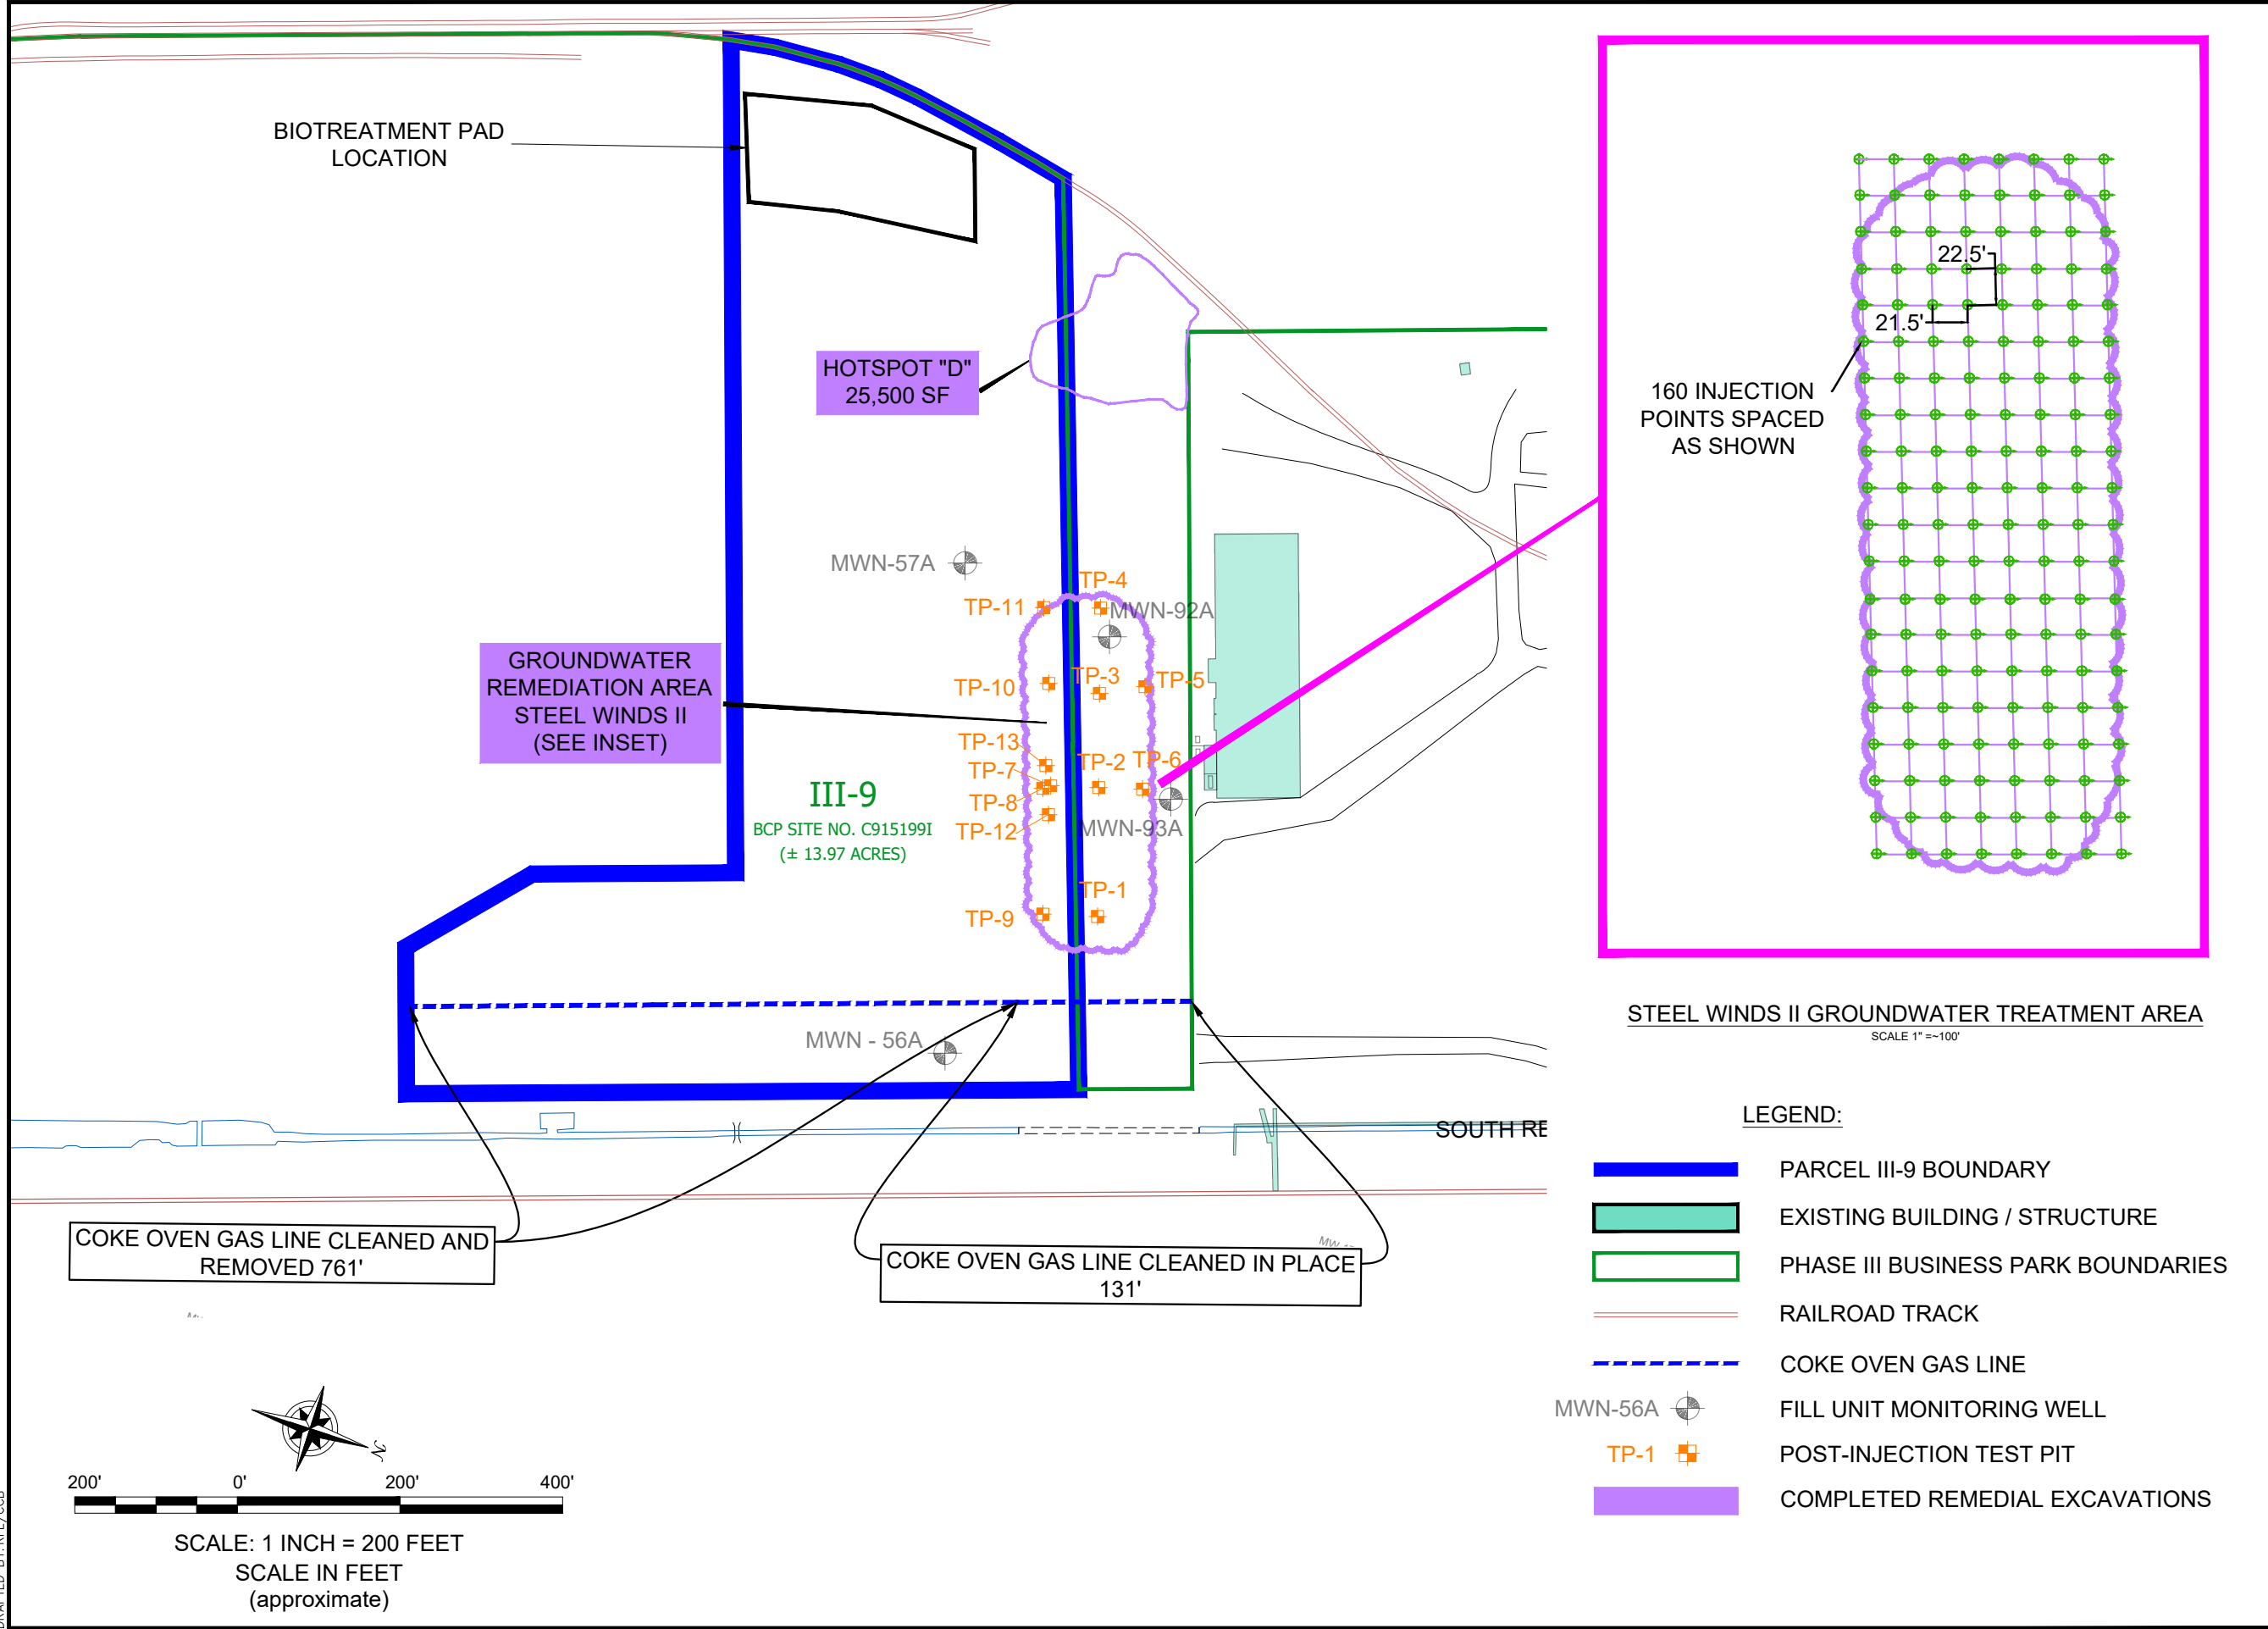 BIOTREATMENT PAD
LOCATION
HOTSPOT "D"
25,500 SF
MWN-57A
TP-4
TP-11
MWN-92A
GROUNDWATER
REMEDIATION AREA
STEEL WINDS II
(SEE INSET)
TP-10
TP-3
TP-5
TP-13
TP-2
TP-6
TP-7
TP-8
TP-12
MWN-93A
III-9
BCP SITE NO. C915199I
(± 13.97 ACRES)
TP-1
TP-9
MWN - 56A
SOUTH RE
COKE OVEN GAS LINE CLEANED AND
REMOVED 761'
COKE OVEN GAS LINE CLEANED IN PLACE
131'
22.5'
21.5'
160 INJECTION
POINTS SPACED
AS SHOWN
STEEL WINDS II GROUNDWATER TREATMENT AREA
SCALE 1" =~100'
LEGEND:
PARCEL III-9 BOUNDARY
EXISTING BUILDING / STRUCTURE
PHASE III BUSINESS PARK BOUNDARIES
RAILROAD TRACK
COKE OVEN GAS LINE
MWN-56A
FILL UNIT MONITORING WELL
TP-1
POST-INJECTION TEST PIT
COMPLETED REMEDIAL EXCAVATIONS
N
200'
0'
200'
400'
SCALE: 1 INCH = 200 FEET
SCALE IN FEET
(approximate)